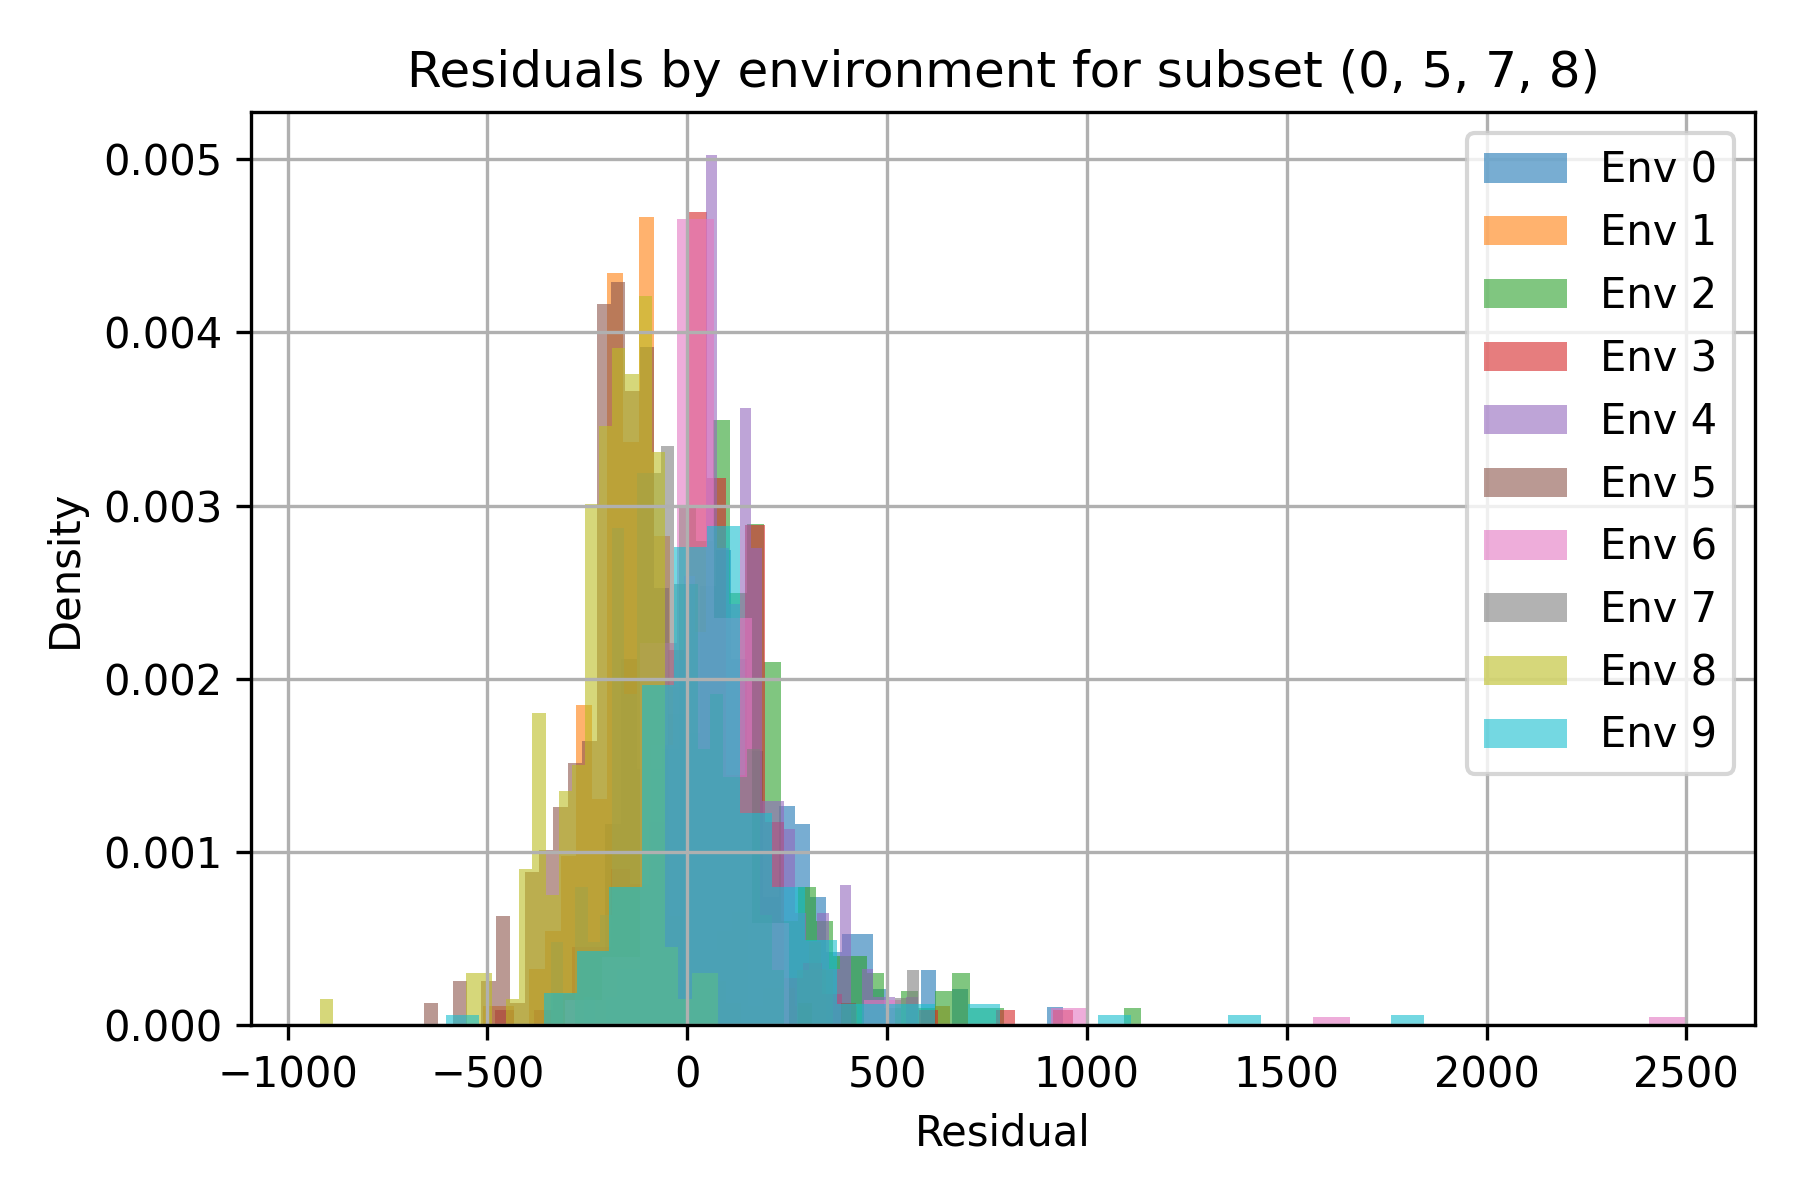 Residuals by environment for subset (0, 5, 7, 8)
Density
0.005
0.004
0.003
0.002
0.001
0.000
−1000
−500
0
500
1000
1500
2000
2500
Residual
Env 0
Env 1
Env 2
Env 3
Env 4
Env 5
Env 6
Env 7
Env 8
Env 9